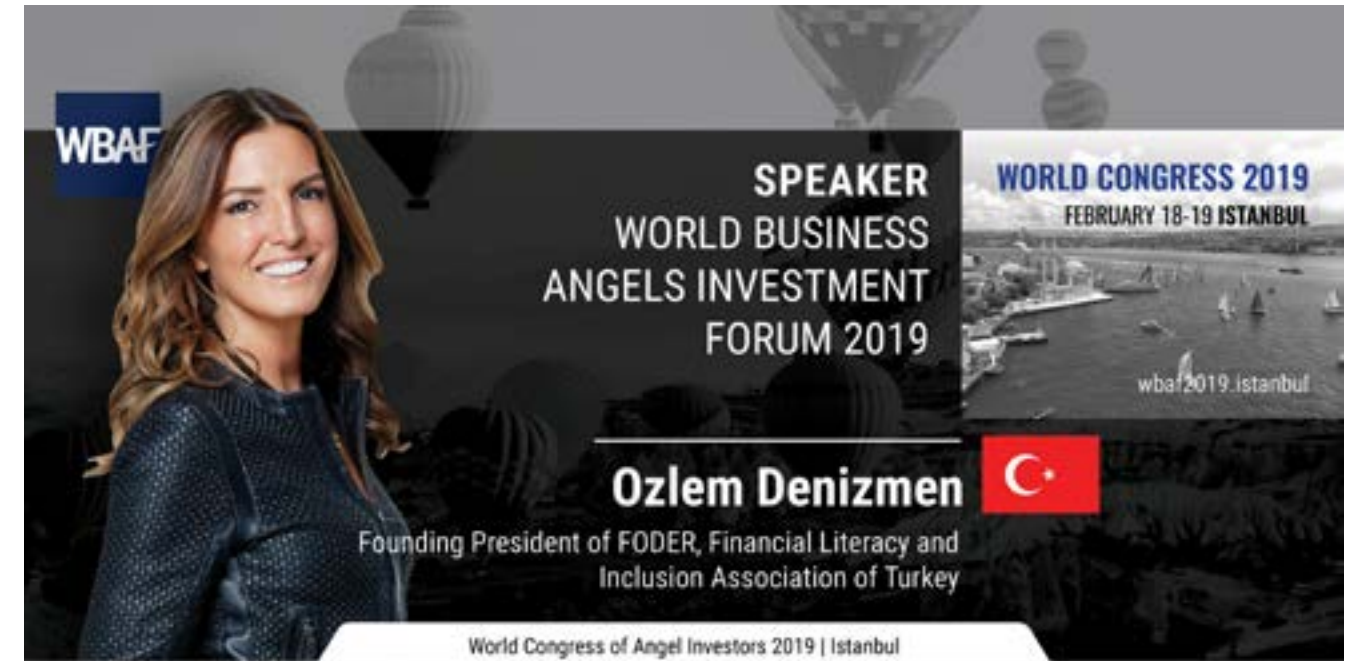 WBAF
SPEAKER
WORLD BUSINESS
ANGELS INVESTMENT
FORUM 2019
WORLD CONGRESS 2019
FEBRUARY 18-19 ISTANBUL
wbaf2019.istanbul
Ozlem Denizmen
Founding President of FODER, Financial Literacy and
Inclusion Association of Turkey
World Congress of Angel Investors 2019 | Istanbul